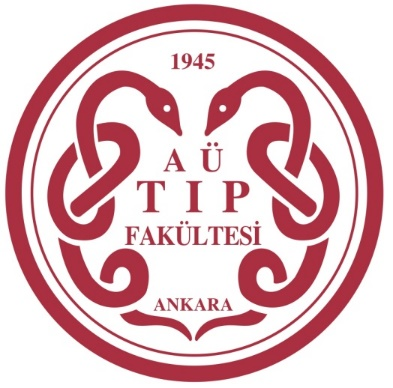 1945
A Ü
TIP
FAKÜLTESİ
ANKARA